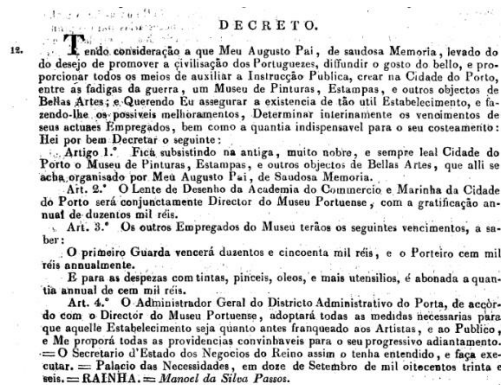 DECRETO.
12. Tendo consideração a que Meu Augusto Pai, de saudosa Memoria, levado do
do desejo de promover a civilisação dos Portuguezes, diffundir o gosto do bello, e pro-
porcionar todos os meios de auxiliar a Instrucção Publica, crear na Cidade do Porto,
entre as fadigas da guerra, um Museu de Pinturas, Estampas, e outros objectos de
Bellas Artes; e Querendo Eu assegurar a existencia de tão util Estabelecimento, e fa-
zendo-lhe os possiveis melhoramentos, Determinar interinamente os vencimentos de
seus actuaes Empregados, bem como a quantia indispensavel para o seu costeamento:
Hei por bem Decretar o seguinte:
Artigo 1.° Fica subsistindo na antiga, muito nobre, e sempre leal Cidade do
Porto o Museu de Pinturas, Estampas, e outros objectos de Bellas Artes, que alli se
acha organisado por Meu Augusto Pai, de Saudosa Memoria.
Art. 2.° O Lente de Desenho da Academia do Commercio e Marinha da Cidade
do Porto será conjunctamente Director do Museu Portuense, com a gratificação an-
nual de duzentos mil réis.
Art. 3.° Os outros Empregados do Museu terãos os seguintes vencimentos, a sa-
ber:
O primeiro Guarda vencerá duzentos e cincoenta mil réis, e o Porteiro cem mil
réis annualmente.
E para as despezas com tintas, pinceis, oleos, e mais utensilios, é abonada a quan-
tia annual de cem mil réis.
Art. 4.° O Administrador Geral do Districto Administrativo do Porta, de accôr-
do com o Director do Museu Portuense, adoptará todas as medidas necessarias para
que aquelle Estabelecimento seja quanto antes franqueado aos Artistas, e ao Publico,
e Me proporá todas as providencias convinhaveis para o seu progressivo adiantamento.
= O Secretario d'Estado dos Negocios do Reino assim o tenha entendido, e faça exe-
cutar. = Palacio das Necessidades, em doze de Setembro de mil oitocentos trinta e
seis. = RAINHA. = Manoel da Silva Passos.